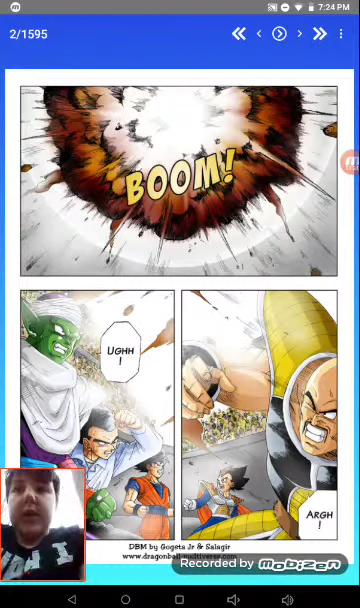 7:24 PM
2/1595
BOOM!
UGHH
!
ARGH
!
DBM by Gogeta Jr & Salagir
www.dragonball-multiverse.com
Recorded by mobizen